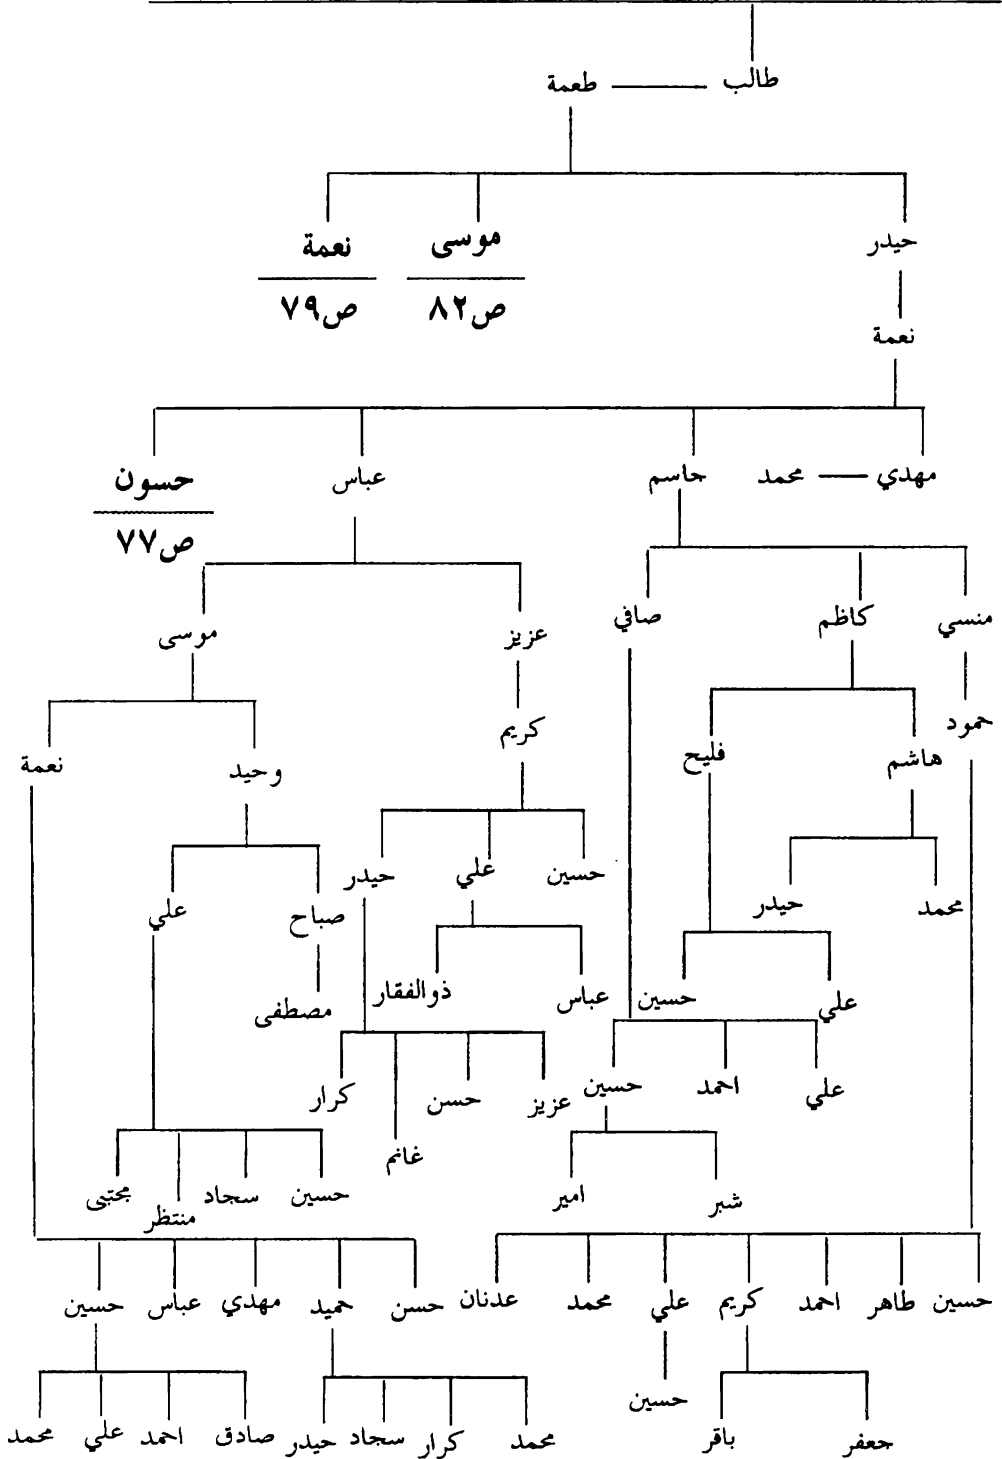 طالب — طعمة
حيدر موسى نعمة
ص٨٢ ص٧٩
نعمة
مهدي — محمد جاسم عباس حسون
ص٧٧
منسي كاظم صافي عزيز موسى
حمود هاشم فليح كريم وحيد نعمة
محمد حيدر حسين علي حيدر صباح علي
علي حسين عباس ذوالفقار مصطفى
علي احمد حسين عزيز حسن غانم كرار
شبر امير حسين سجاد منتظر مجتبى
حسين طاهر احمد كريم علي محمد عدنان حسن حميد مهدي عباس حسين
جعفر باقر حسين محمد كرار سجاد حيدر صادق احمد علي محمد